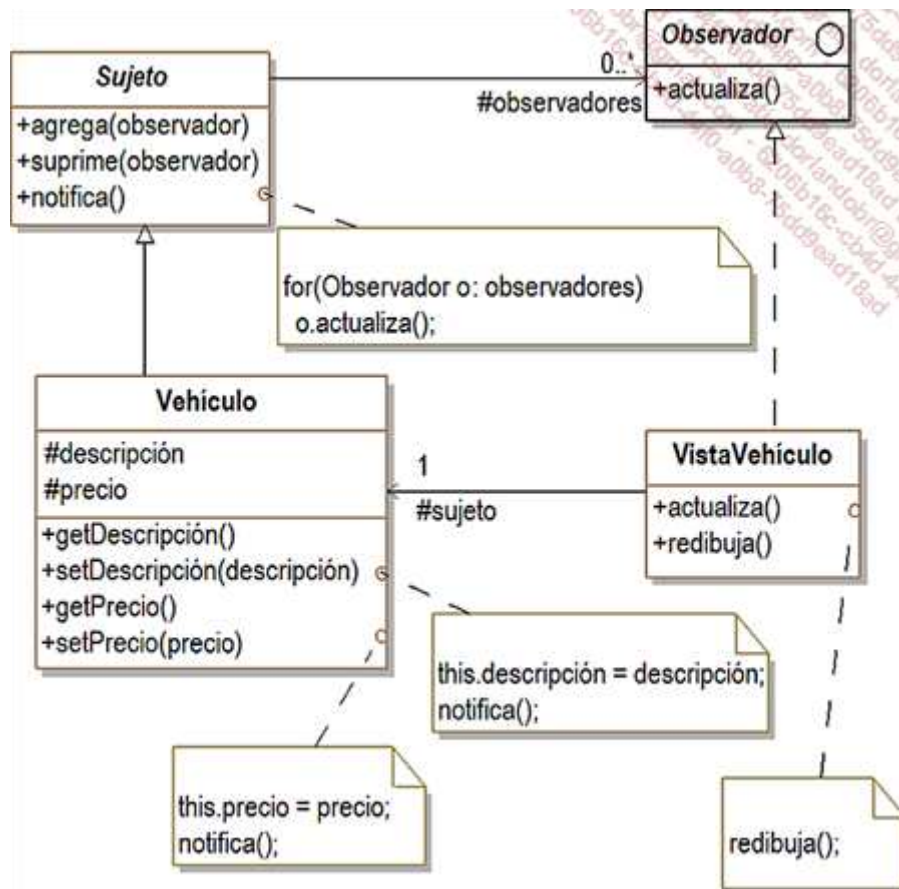 Sujeto
+agrega(observador)
+suprime(observador)
+notifica()
0..*
#observadores
Observador
+actualiza()
for(Observador o: observadores)
o.actualiza();
Vehículo
#descripción
#precio
+getDescripción()
+setDescripción(descripción)
+getPrecio()
+setPrecio(precio)
1
#sujeto
VistaVehículo
+actualiza()
+redibuja()
this.descripción = descripción;
notifica();
this.precio = precio;
notifica();
redibuja();